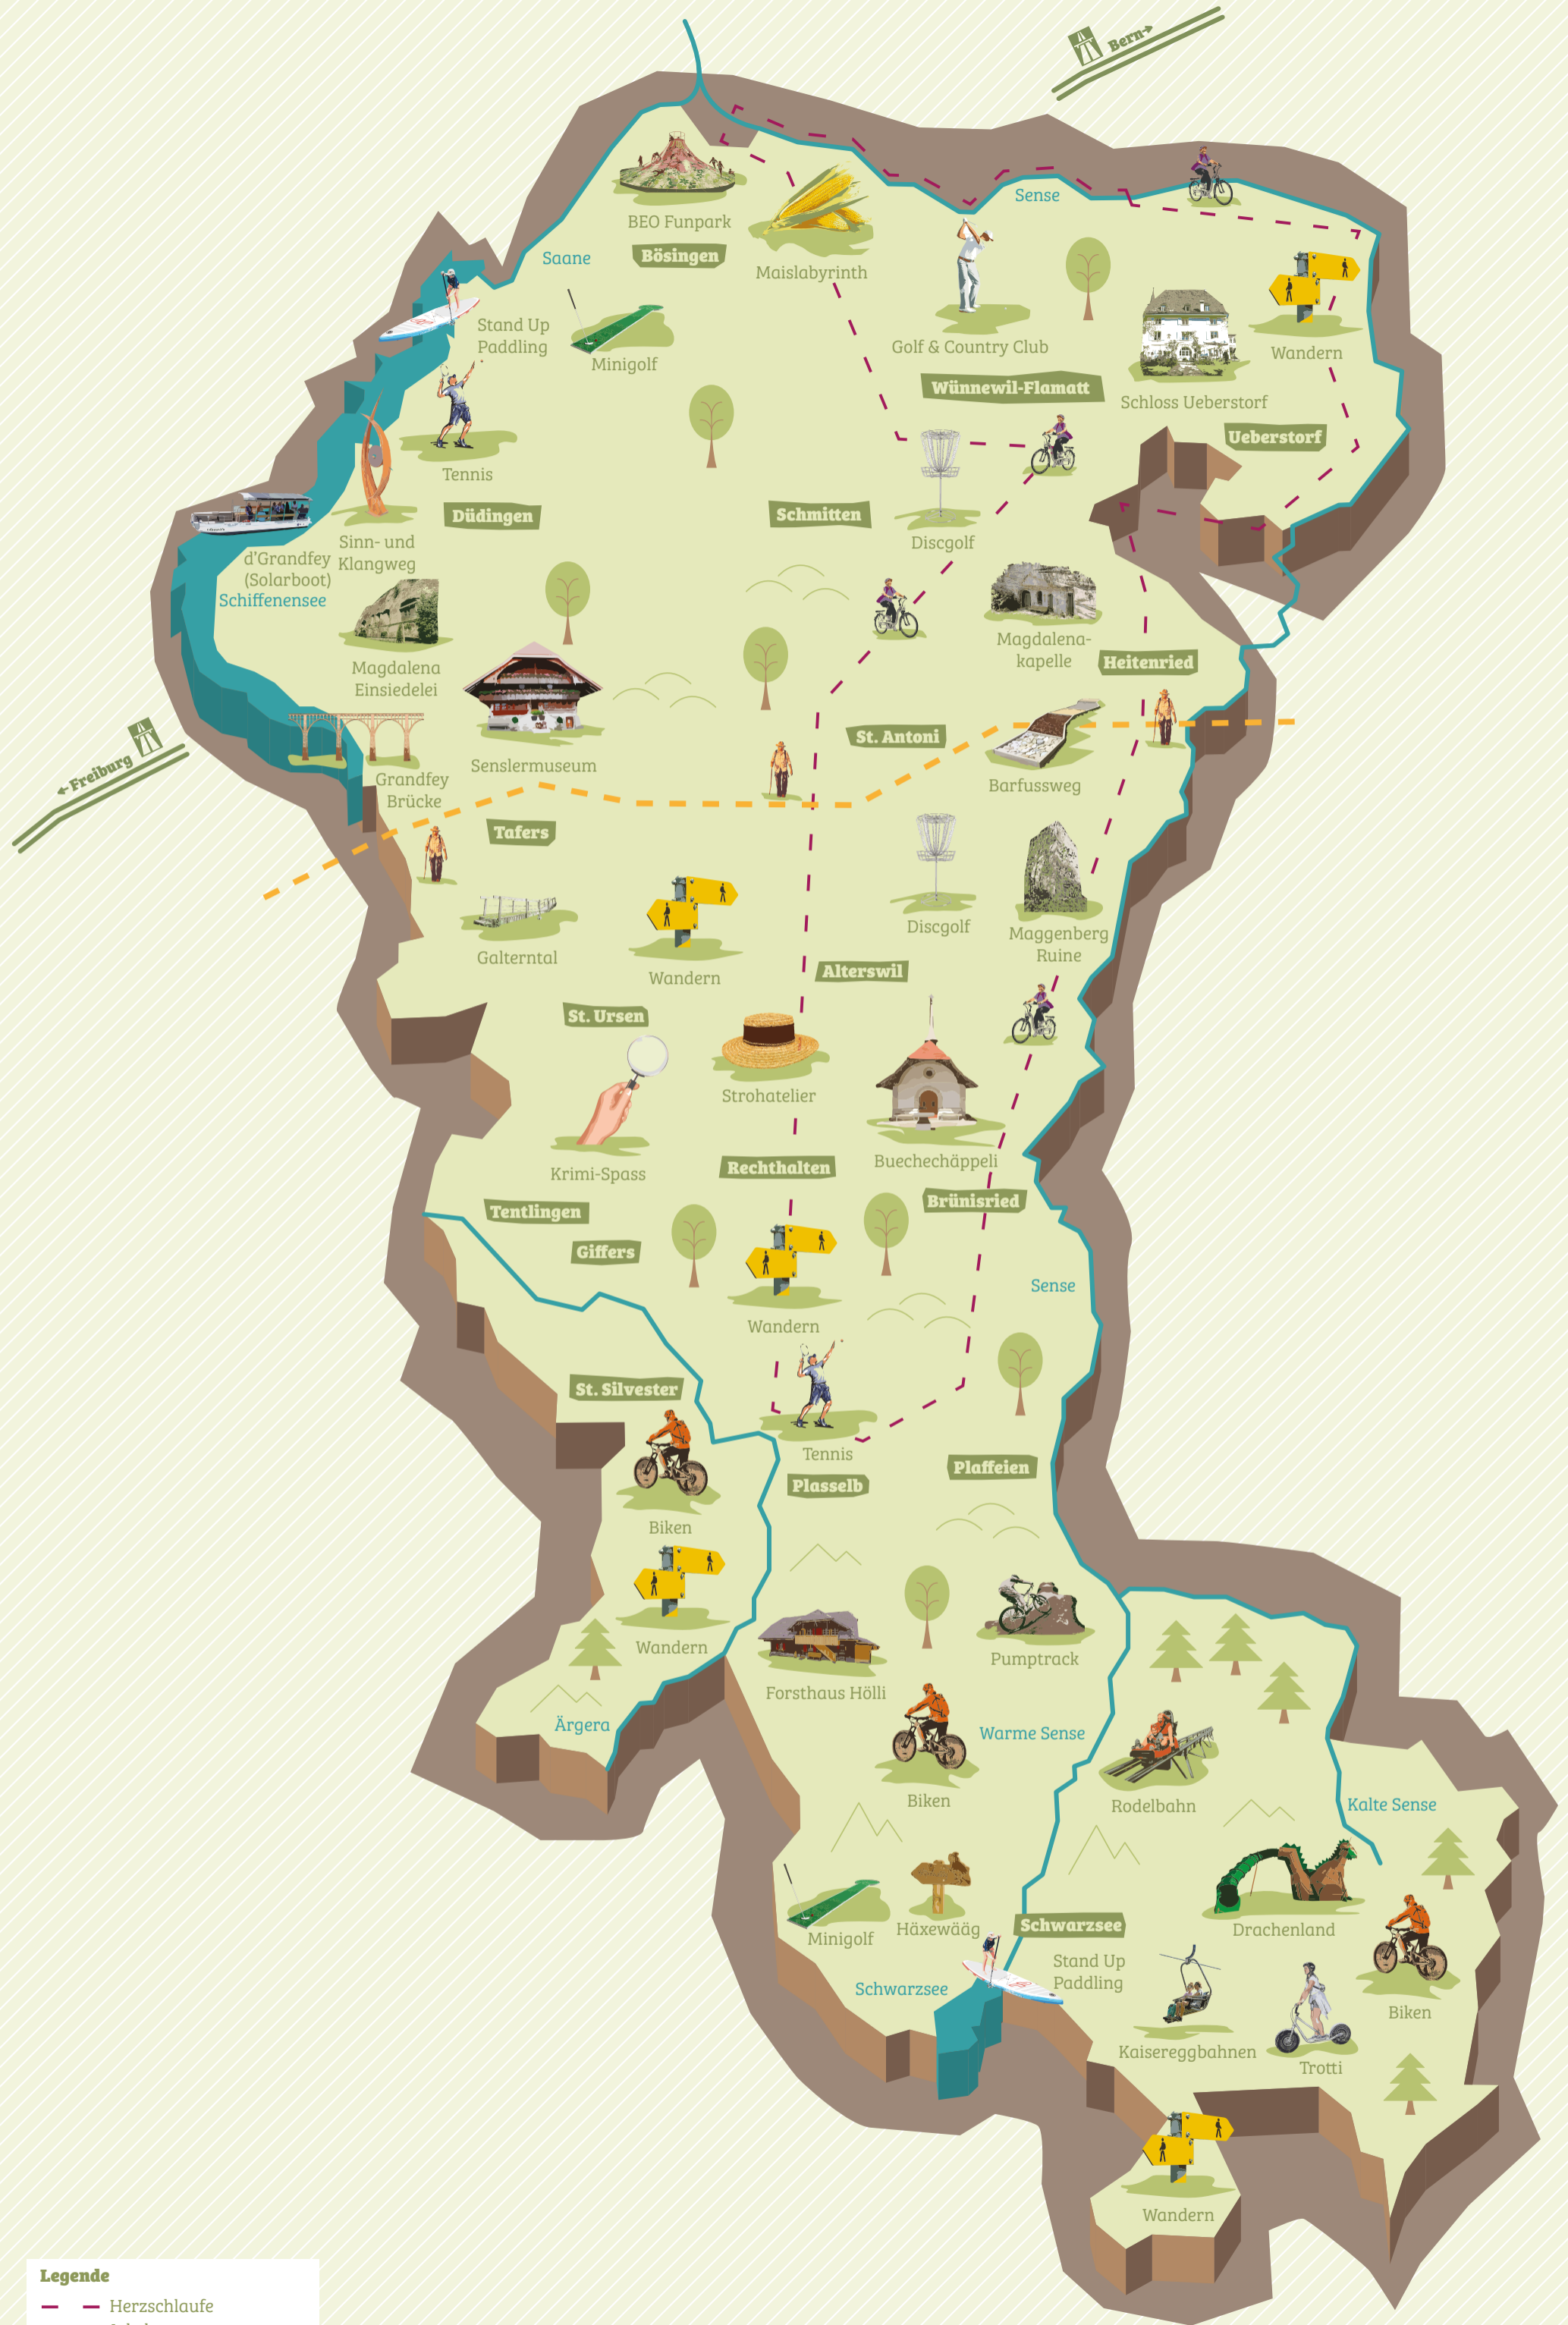 Bern→
BEO Funpark
Bösingen
Maislabyrinth
Sense
Saane
Stand Up
Paddling
Minigolf
Golf & Country Club
Wandern
Wünnewil-Flamatt
Schloss Ueberstorf
Ueberstorf
Tennis
Düdingen
Schmitten
Discgolf
Sinn- und
Klangweg
d'Grandfey
(Solarboot)
Schiffenensee
Magdalena
Einsiedelei
Magdalena-
kapelle
Heitenried
St. Antoni
Senslermuseum
Barfussweg
Grandfey
Brücke
←Freiburg
Tafers
Galterntal
Wandern
Discgolf
Maggenberg
Ruine
Alterswil
St. Ursen
Strohatelier
Krimi-Spass
Buechechäppeli
Rechthalten
Brünisried
Tentlingen
Giffers
Sense
Wandern
St. Silvester
Tennis
Plasselb
Plaffeien
Biken
Wandern
Forsthaus Hölli
Pumptrack
Ärgera
Warme Sense
Biken
Rodelbahn
Kalte Sense
Minigolf
Häxewääg
Schwarzsee
Drachenland
Stand Up
Paddling
Schwarzsee
Biken
Kaisereggbahnen
Trotti
Wandern
Legende
Herzschlaufe